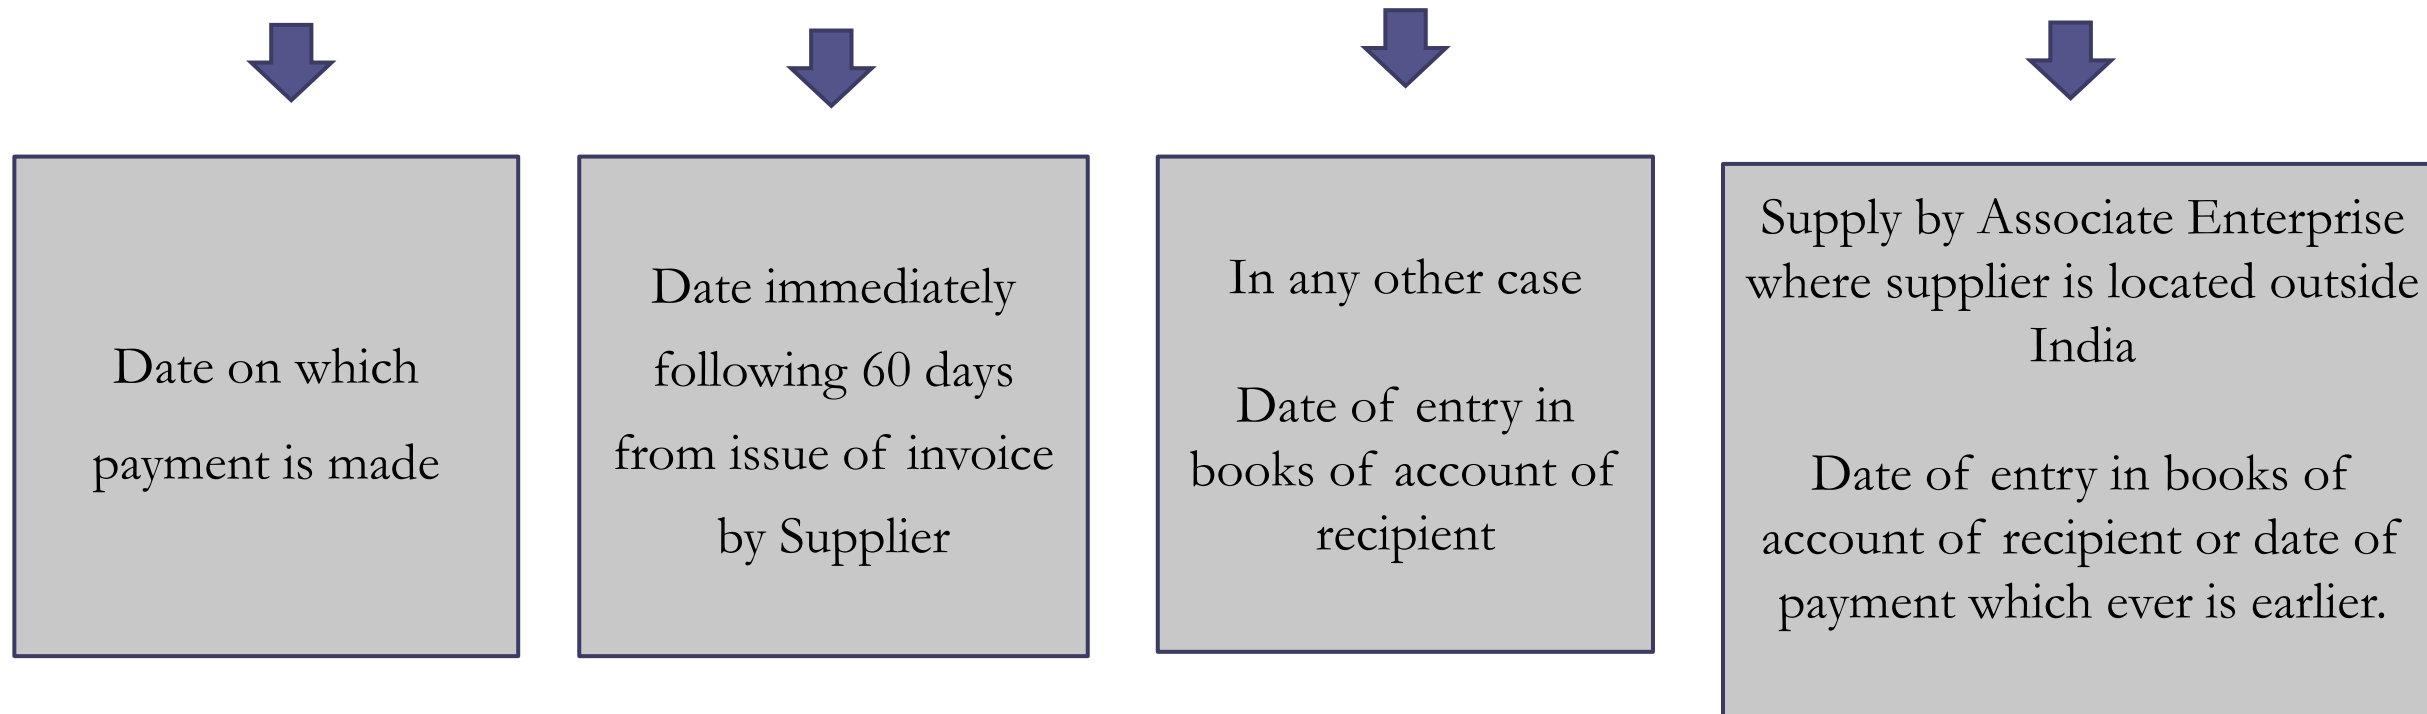 Date on which
payment is made
Date immediately
following 60 days
from issue of invoice
by Supplier
In any other case
Date of entry in
books of account of
recipient
Supply by Associate Enterprise
where supplier is located outside
India
Date of entry in books of
account of recipient or date of
payment which ever is earlier.